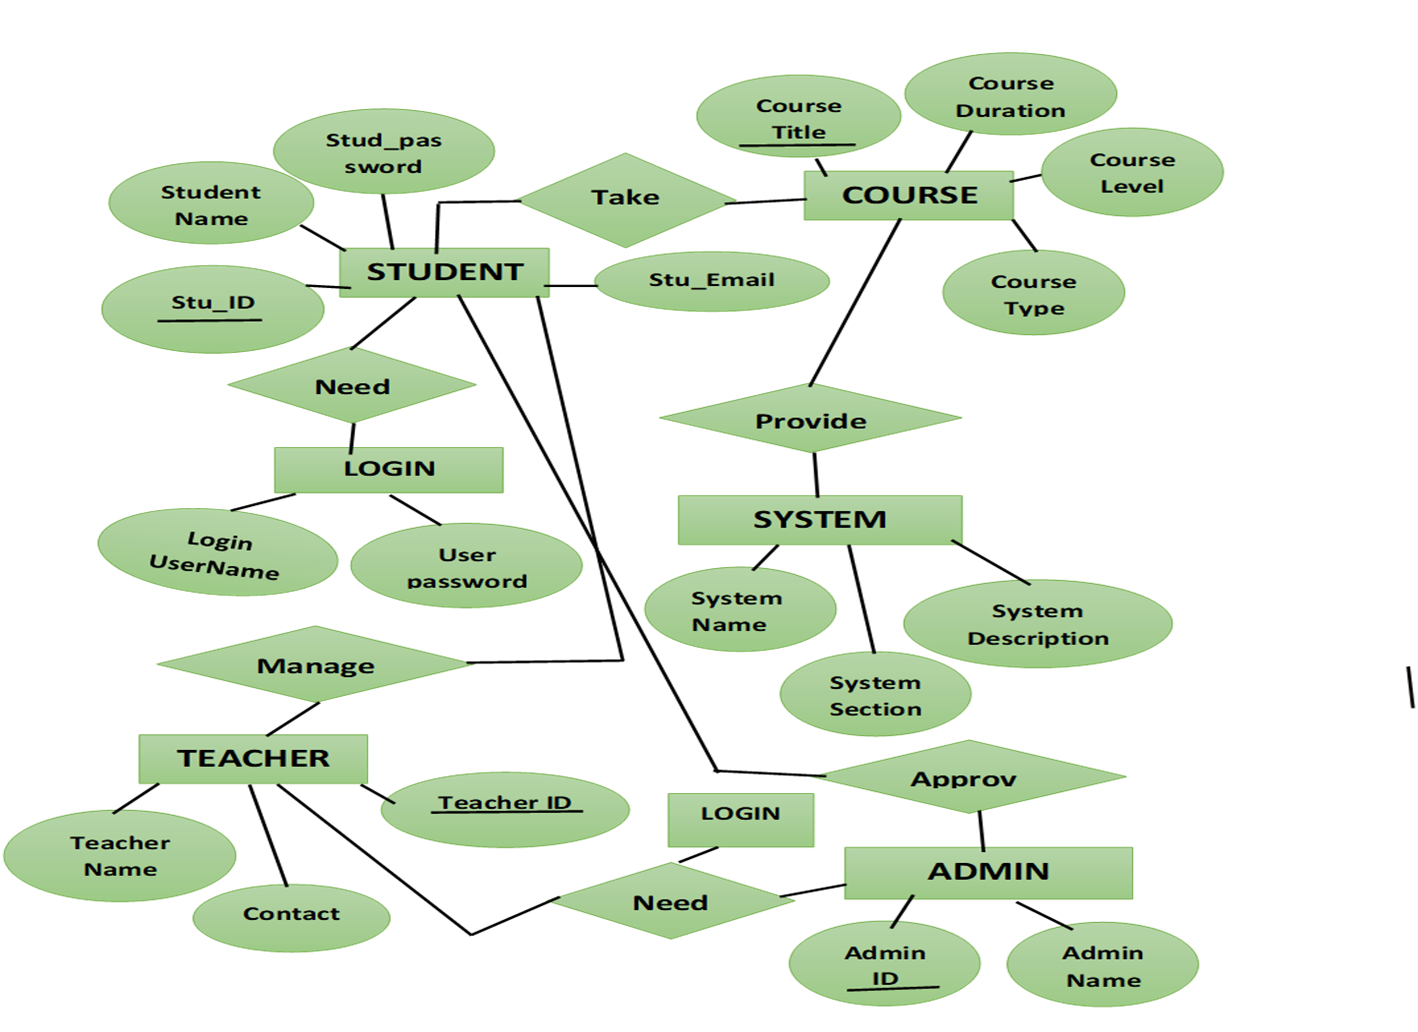 Course
Duration
Course
Title
Stud_pas
sword
Course
Level
Student
Name
Take
COURSE
STUDENT
Stu_Email
Stu_ID
Course
Type
Need
Provide
LOGIN
SYSTEM
Login
UserName
User
password
System
Name
System
Description
Manage
System
Section
TEACHER
Approv
Teacher ID
LOGIN
Teacher
Name
ADMIN
Contact
Need
Admin
ID
Admin
Name